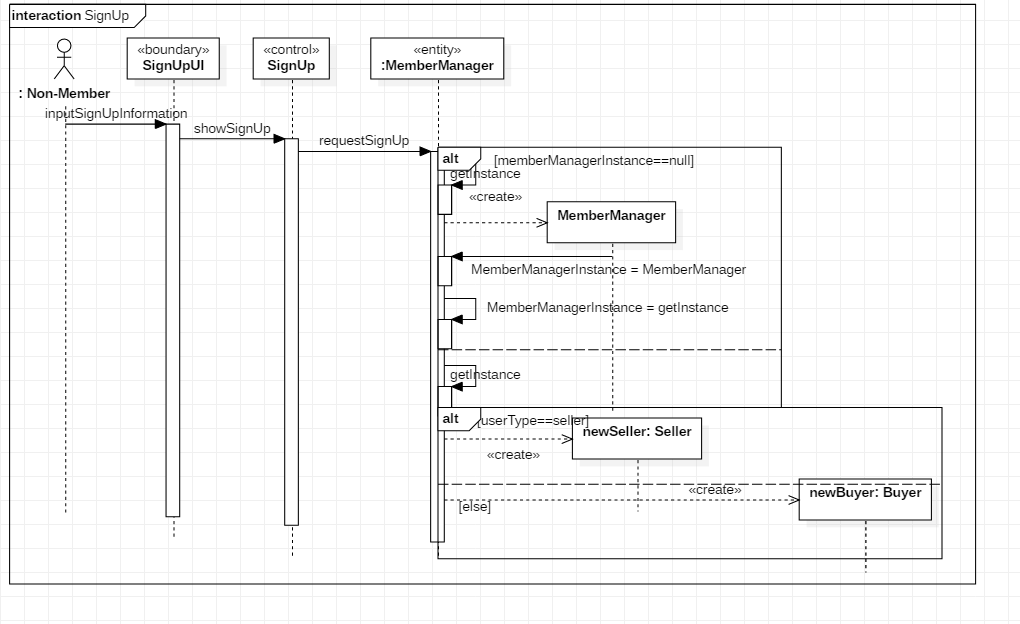 interaction SignUp
«boundary»
SignUpUI
«control»
SignUp
«entity»
:MemberManager
: Non-Member
inputSignUpInformation
showSignUp
requestSignUp
alt
[memberManagerInstance==null]
getInstance
«create»
MemberManager
MemberManagerInstance = MemberManager
MemberManagerInstance = getInstance
getInstance
alt
[userType==seller]
newSeller: Seller
«create»
«create»
newBuyer: Buyer
[else]